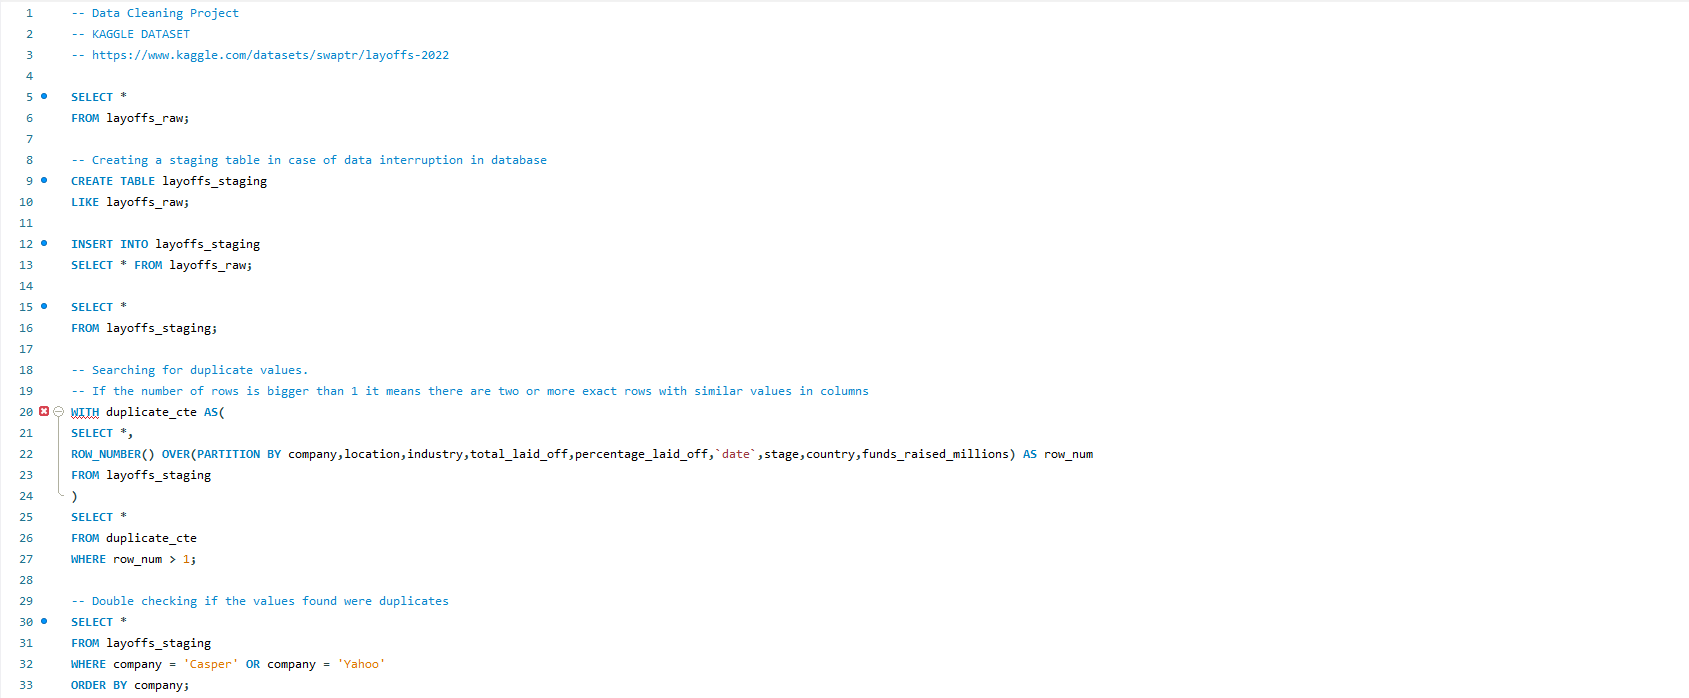 1 -- Data Cleaning Project
2 -- KAGGLE DATASET
3 -- https://www.kaggle.com/datasets/swaptr/layoffs-2022
4
5 SELECT *
6 FROM layoffs_raw;
7
8 -- Creating a staging table in case of data interruption in database
9 CREATE TABLE layoffs_staging
10 LIKE layoffs_raw;
11
12 INSERT INTO layoffs_staging
13 SELECT * FROM layoffs_raw;
14
15 SELECT *
16 FROM layoffs_staging;
17
18 -- Searching for duplicate values.
19 -- If the number of rows is bigger than 1 it means there are two or more exact rows with similar values in columns
20 WITH duplicate_cte AS(
21 SELECT *,
22 ROW_NUMBER() OVER(PARTITION BY company,location,industry,total_laid_off,percentage_laid_off,`date`,stage,country,funds_raised_millions) AS row_num
23 FROM layoffs_staging
24 )
25 SELECT *
26 FROM duplicate_cte
27 WHERE row_num > 1;
28
29 -- Double checking if the values found were duplicates
30 SELECT *
31 FROM layoffs_staging
32 WHERE company = 'Casper' OR company = 'Yahoo'
33 ORDER BY company;